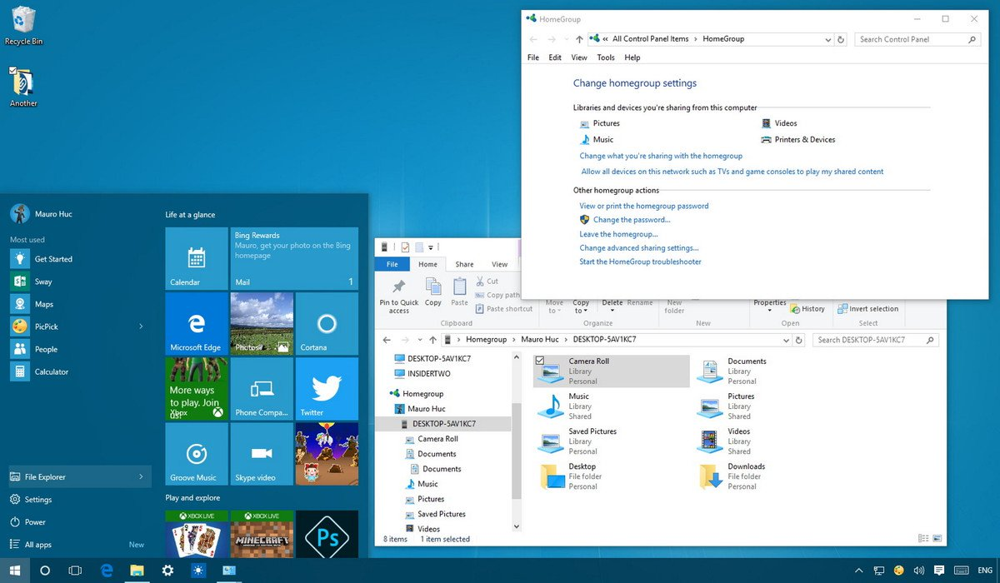 Recycle Bin
Another
HomeGroup
« All Control Panel Items › HomeGroup
Search Control Panel
File Edit View Tools Help
Change homegroup settings
Libraries and devices you're sharing from this computer
Pictures
Videos
Music
Printers & Devices
Change what you're sharing with the homegroup
Allow all devices on this network such as TVs and game consoles to play my shared content
Other homegroup actions
View or print the homegroup password
Change the password...
Leave the homegroup...
Change advanced sharing settings...
Start the HomeGroup troubleshooter
Mauro Huc
Most used
Get Started
Sway
Maps
PicPick
People
Calculator
File Explorer
Settings
Power
All apps
New
Life at a glance
Calendar
Bing Rewards
Mauro, get your photo on the Bing
homepage
Mail 1
Microsoft Edge
Photos
Cortana
More ways
to play. Join
us!
Xbox
Phone Compa...
Twitter
Groove Music
Skype video
Play and explore
XBOX LIVE
XBOX LIVE
MINECRAFT
Ps
File Home Share View
Pin to Quick
access
Copy
Paste
Cut
Copy path
Paste shortcut
Clipboard
Move
to
Copy
to
Delete
Rename
Organize
New
folder
New
Properties
History
Open
Invert selection
Select
Homegroup › Mauro Huc › DESKTOP-5AV1KC7
Search DESKTOP-5AV1KC7
DESKTOP-5AV1KC7
INSIDERTWO
Homegroup
Mauro Huc
DESKTOP-5AV1KC7
Camera Roll
Documents
Documents
Music
Pictures
Saved Pictures
Videos
Camera Roll
Library
Personal
Documents
Library
Personal
Music
Library
Shared
Pictures
Library
Shared
Saved Pictures
Library
Personal
Videos
Library
Shared
Desktop
File folder
Personal
Downloads
File folder
Personal
8 items 1 item selected
ENG